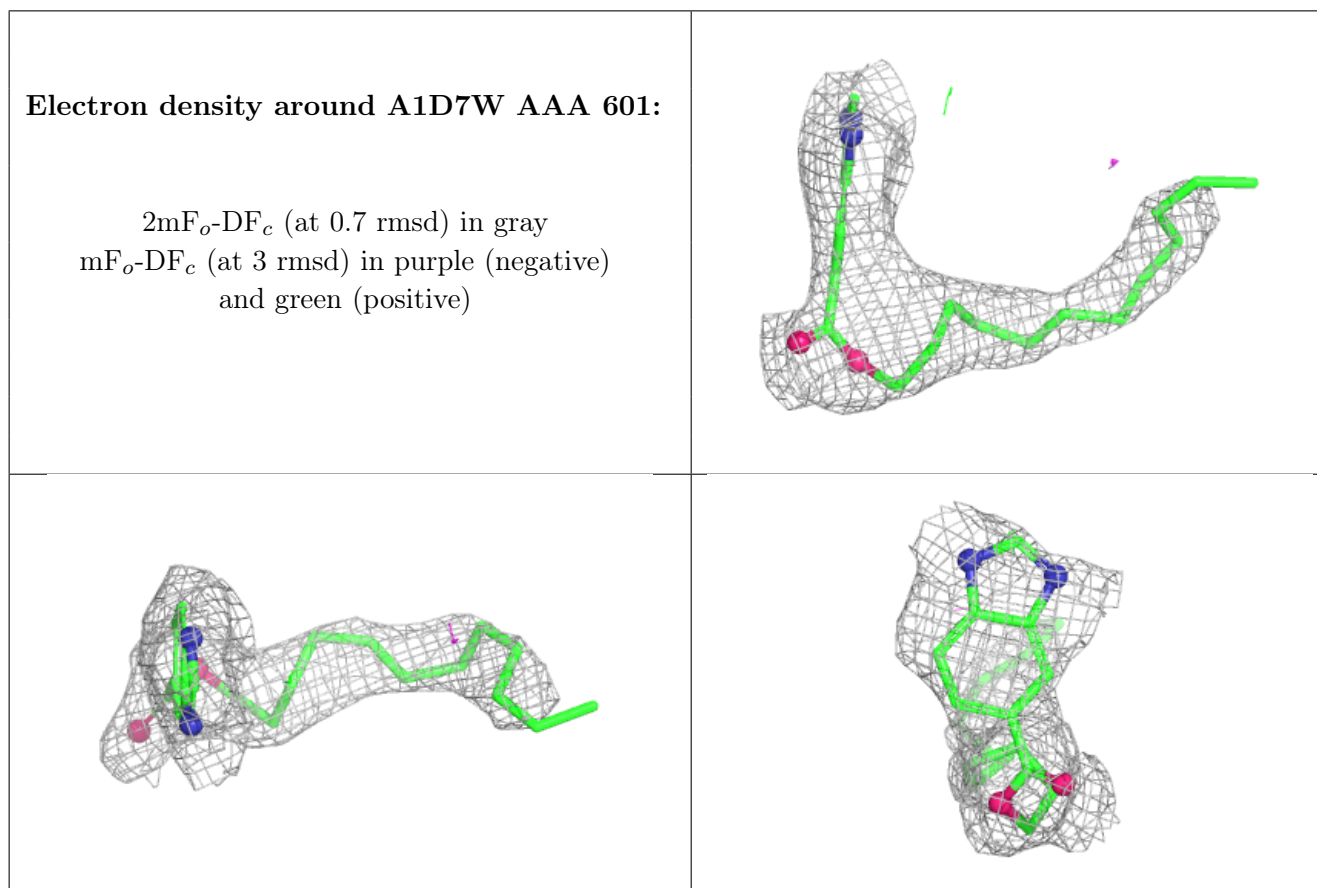 Electron density around A1D7W AAA 601:
2mFo-DFc (at 0.7 rmsd) in gray
mFo-DFc (at 3 rmsd) in purple (negative)
and green (positive)